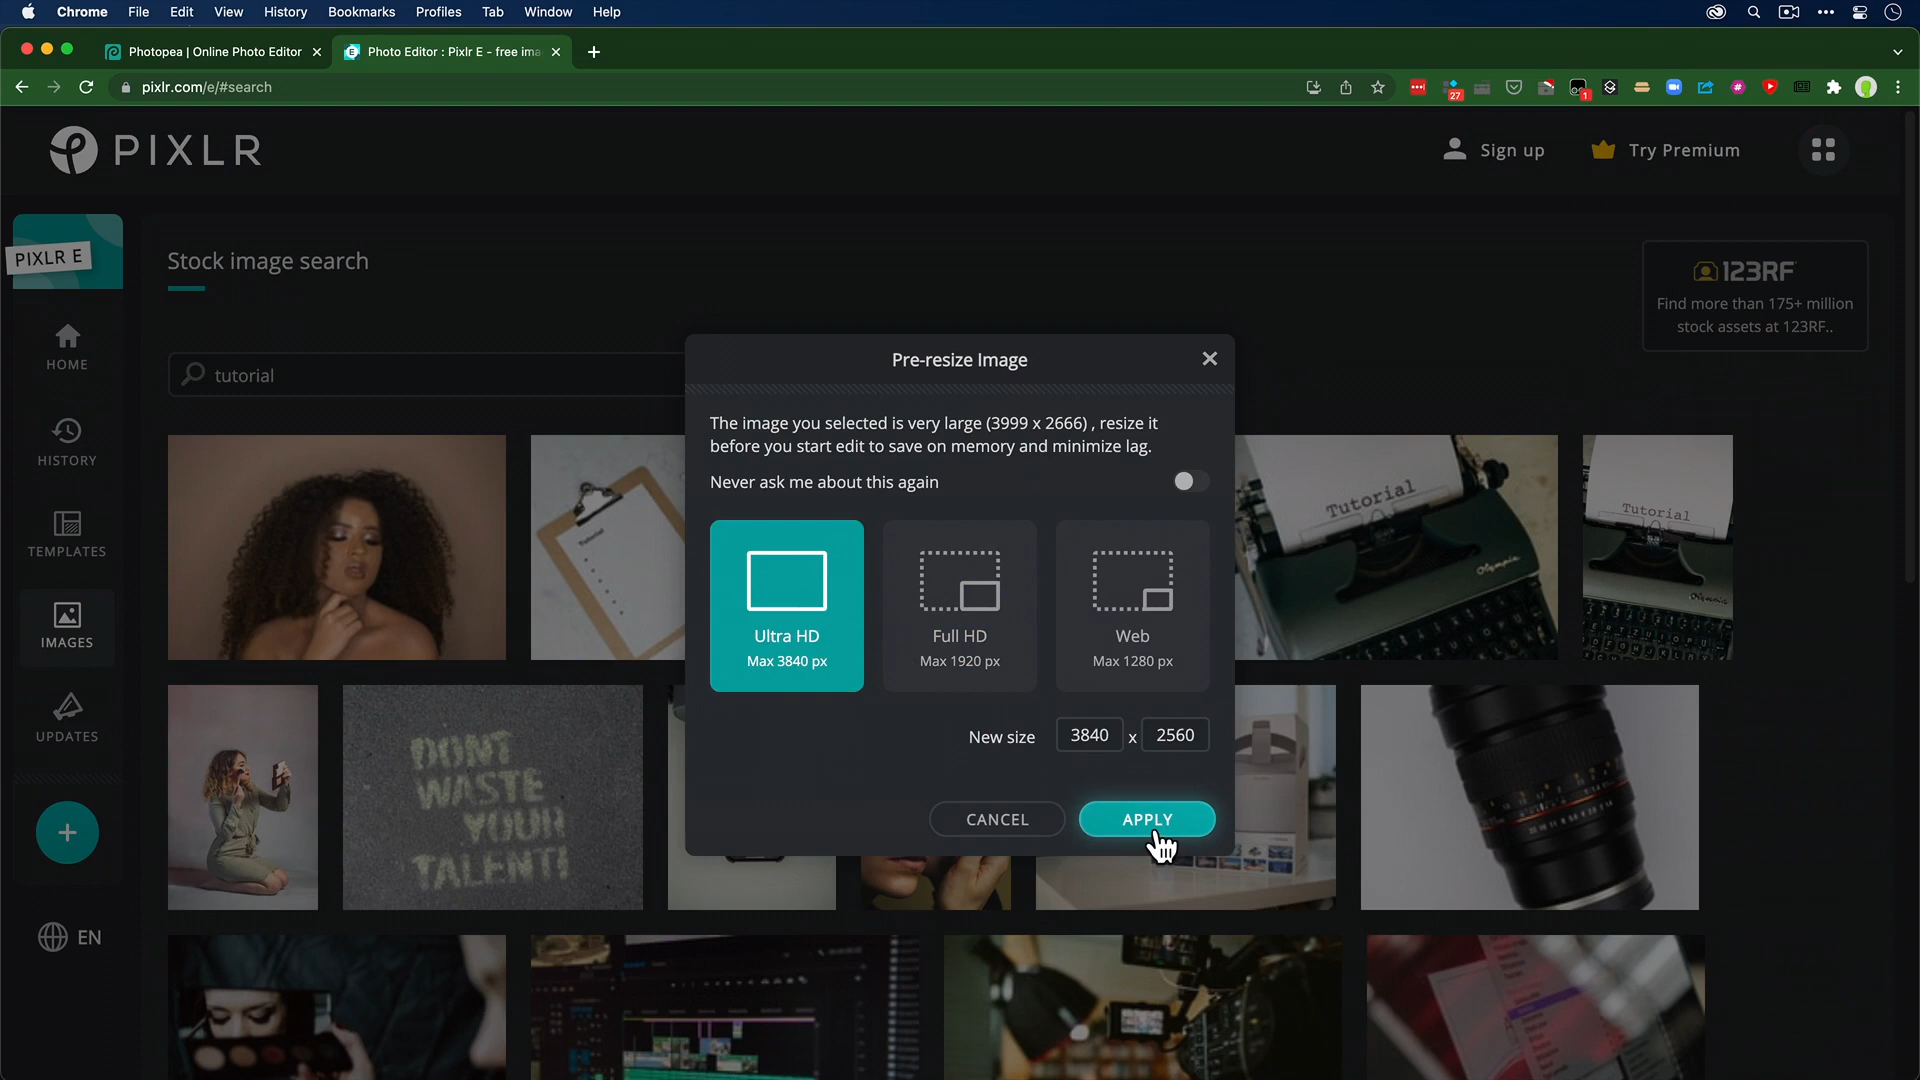 Chrome File Edit View History Bookmarks Profiles Tab Window Help
Photopea | Online Photo Editor
Photo Editor : Pixlr E - free ima
pixlr.com/e/#search
27
1
PIXLR
Sign up
Try Premium
PIXLR E
Stock image search
123RF
Find more than 175+ million
stock assets at 123RF..
tutorial
HOME
HISTORY
TEMPLATES
IMAGES
UPDATES
EN
Pre-resize Image
The image you selected is very large (3999 x 2666) , resize it
before you start edit to save on memory and minimize lag.
Never ask me about this again
Ultra HD
Max 3840 px
Full HD
Max 1920 px
Web
Max 1280 px
New size 3840 x 2560
CANCEL
APPLY
Tutorial
Tutorial
Tutorial
Olympia
Olympia
DONT
WASTE
YOUR
TALENT!